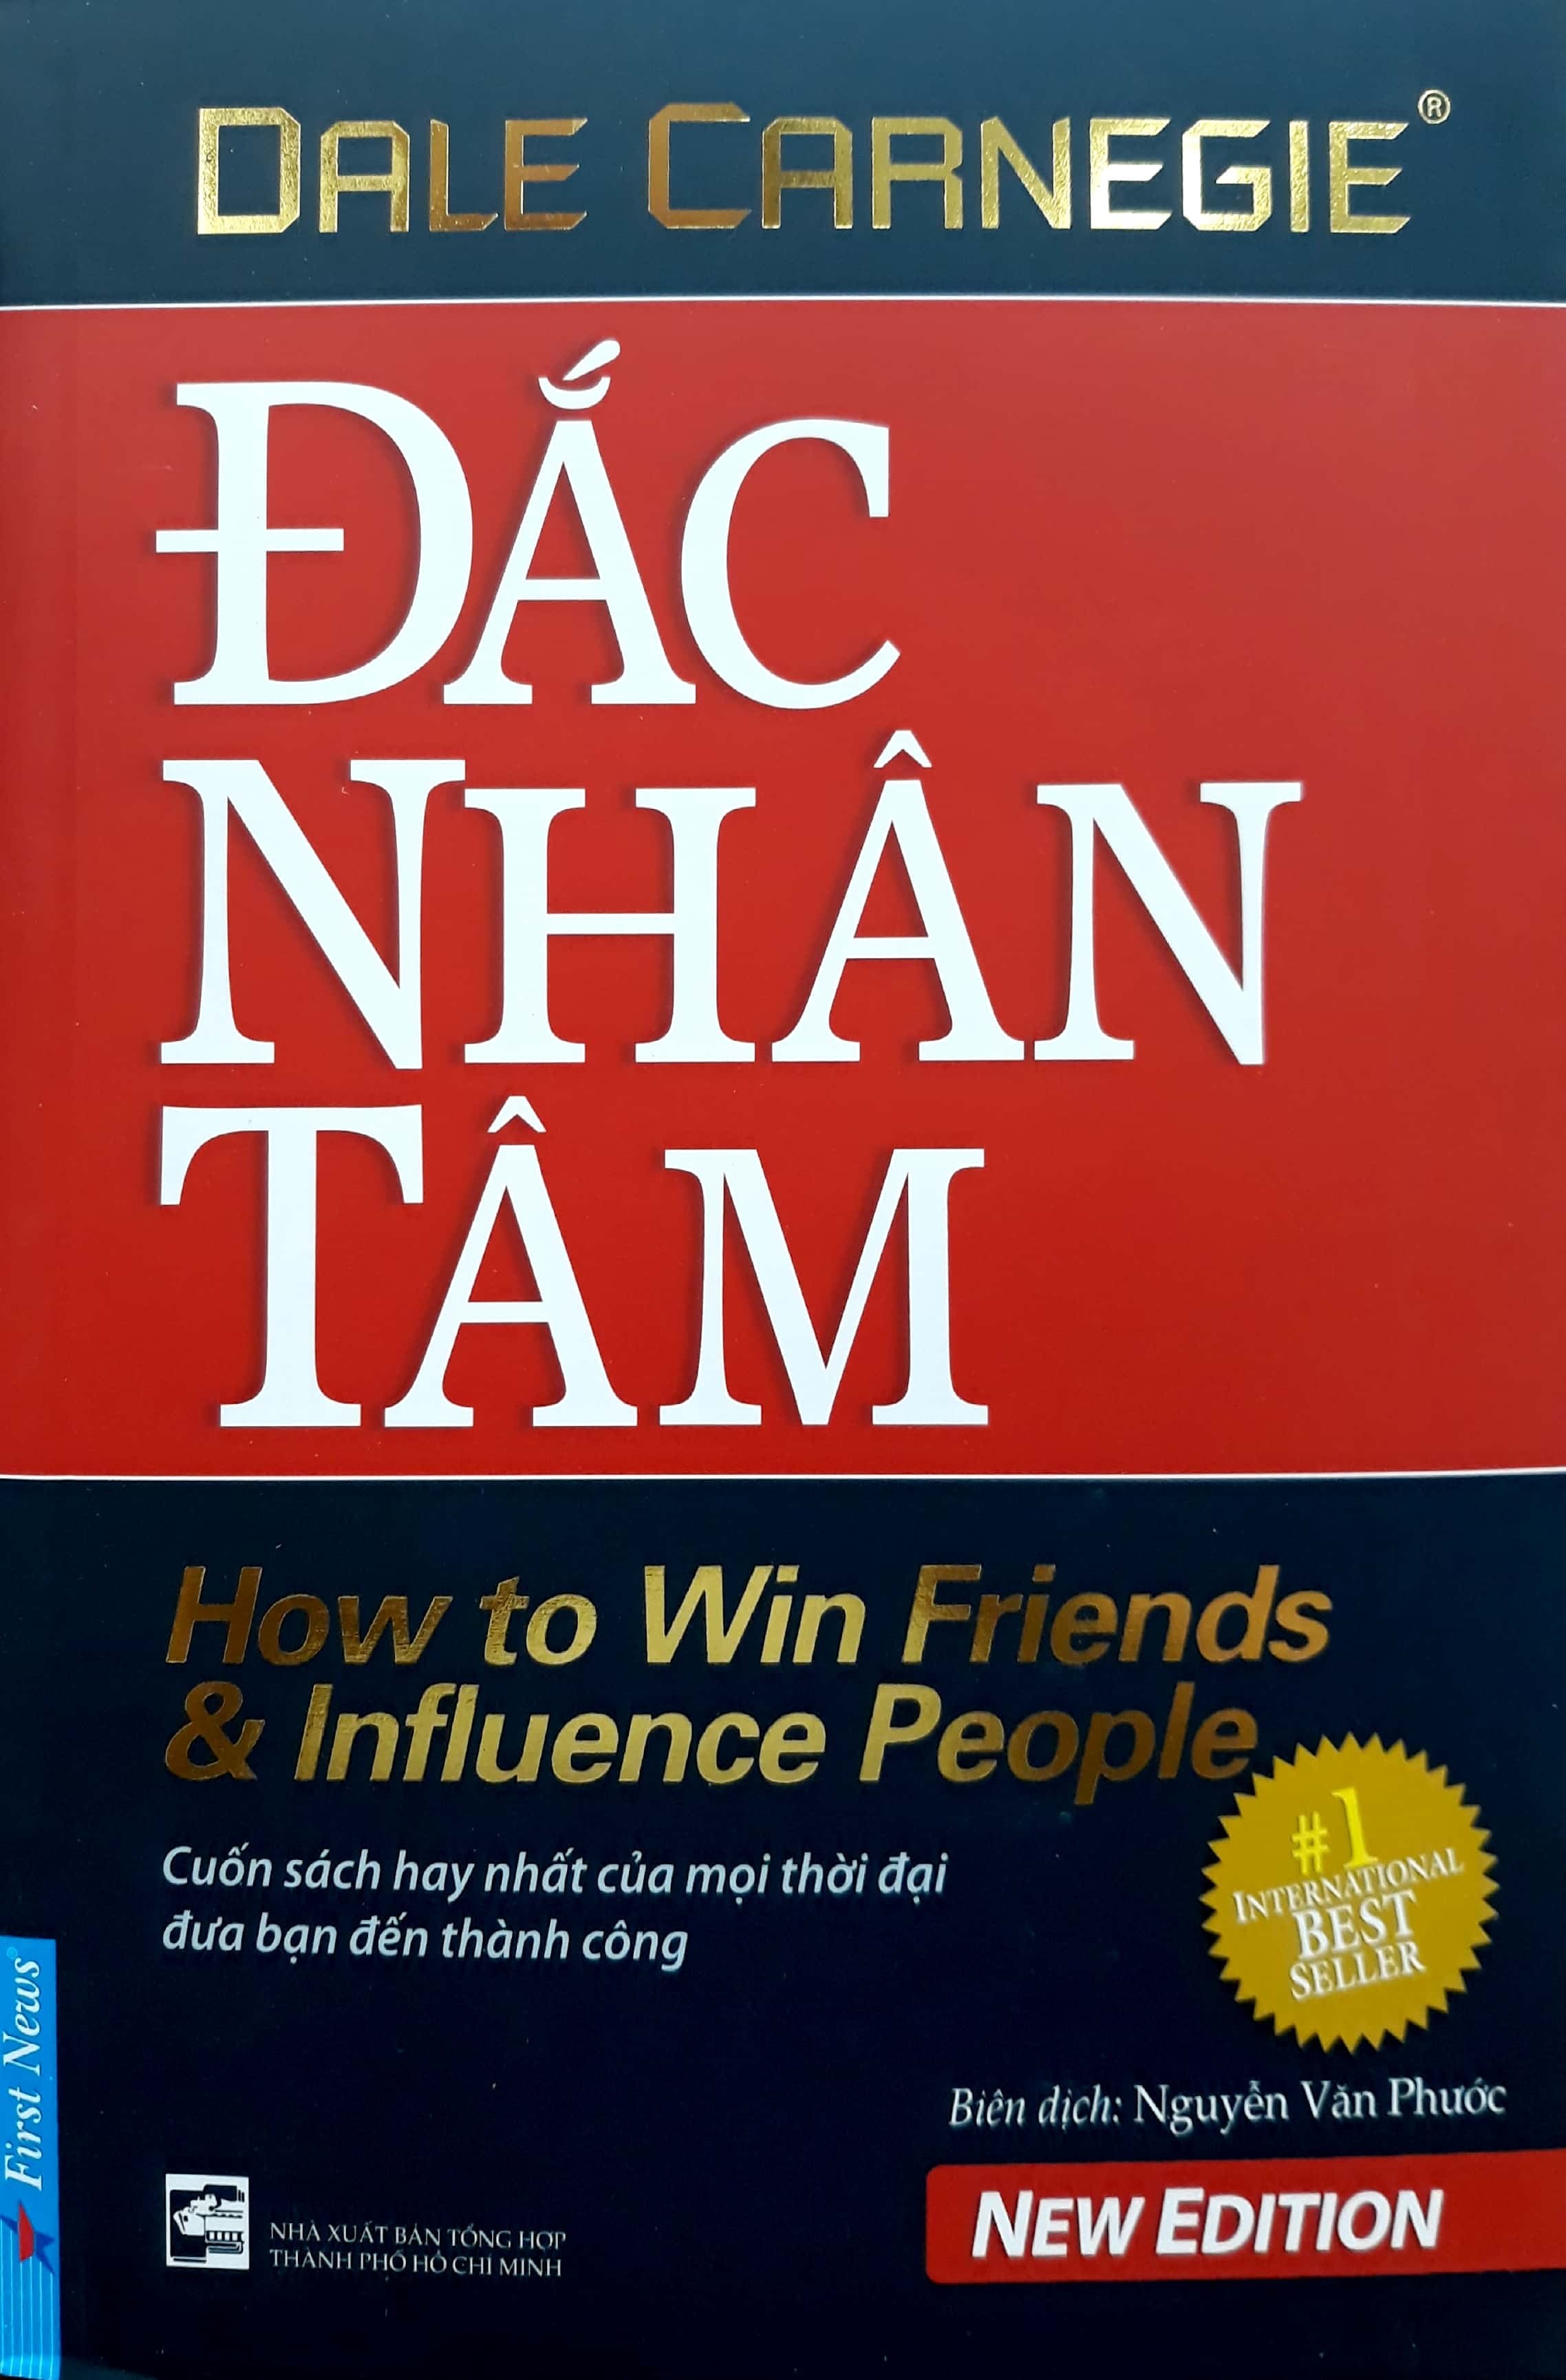 DALE CARNEGIE®
ĐẮC
NHÂN
TÂM
How to Win Friends
& Influence People
Cuốn sách hay nhất của mọi thời đại
đưa bạn đến thành công
#1
INTERNATIONAL
BEST
SELLER
Biên dịch: Nguyễn Văn Phước
NEW EDITION
First News
NHÀ XUẤT BẢN TỔNG HỢP
THÀNH PHỐ HỒ CHÍ MINH